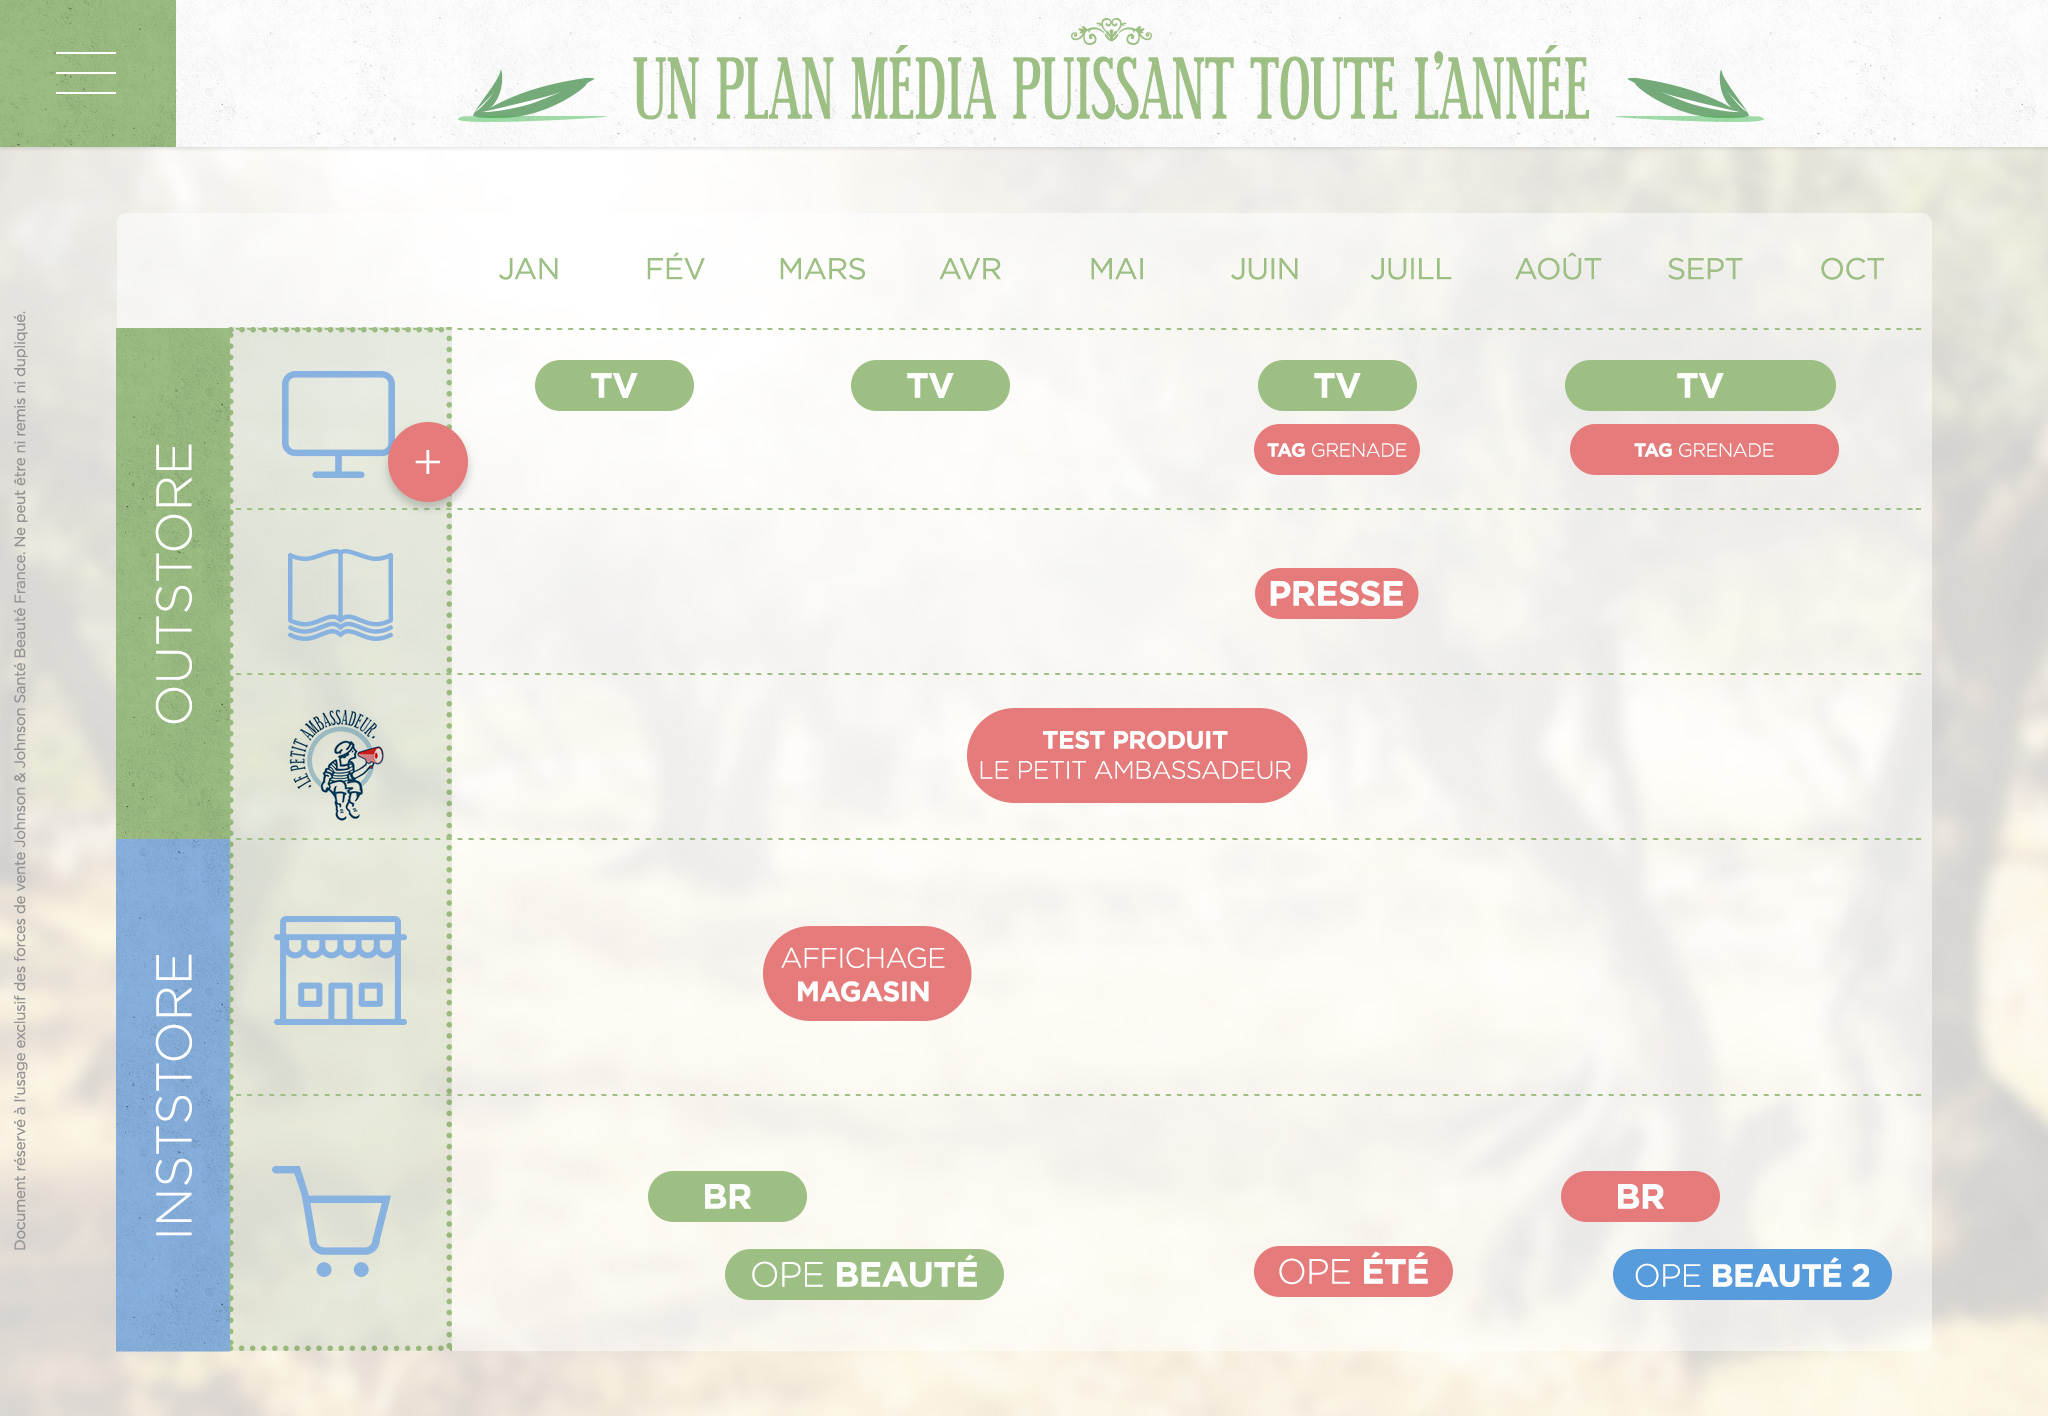 UN PLAN MÉDIA PUISSANT TOUTE L'ANNÉE
JAN FÉV MARS AVR MAI JUIN JUILL AOÛT SEPT OCT
OUTSTORE
TV TV TV TV
+
TAG GRENADE TAG GRENADE
PRESSE
.LE PETIT AMBASSADEUR.
TEST PRODUIT
LE PETIT AMBASSADEUR
INSTSTORE
AFFICHAGE
MAGASIN
BR BR
OPE BEAUTÉ OPE ÉTÉ OPE BEAUTÉ 2
Document réservé à l'usage exclusif des forces de vente Johnson & Johnson Santé Beauté France. Ne peut être ni remis ni dupliqué.